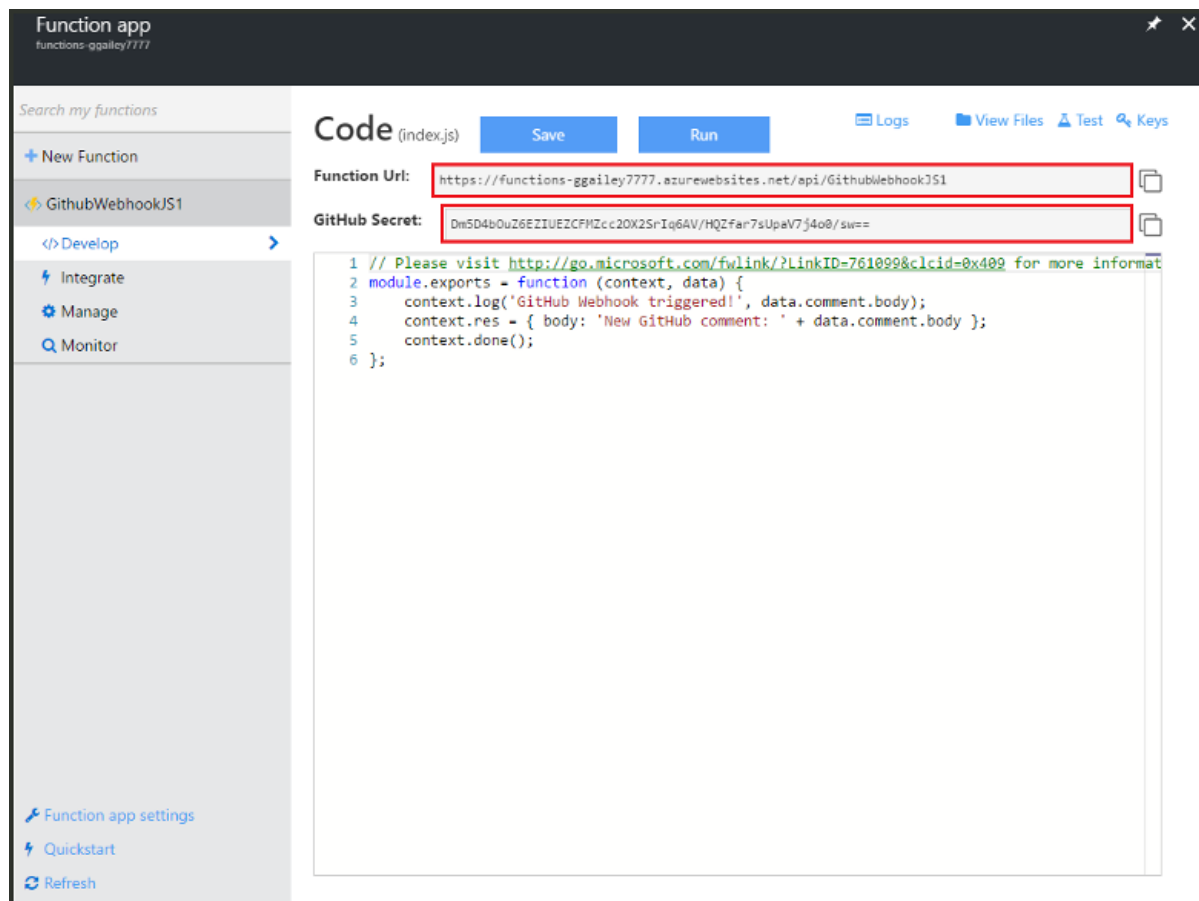 Function app
functions-ggailey7777
Search my functions
New Function
GithubWebhookJS1
</> Develop
Integrate
Manage
Monitor
Function app settings
Quickstart
Refresh
Code (index.js)
Save
Run
Logs
View Files
Test
Keys
Function Url: https://functions-ggailey7777.azurewebsites.net/api/GithubWebhookJS1
GitHub Secret: Dm5D4bOuZ6EZIUEZCFMZcc2OX2SrIq6AV/HQZfar7sUpaV7j4o0/sw==
1 // Please visit http://go.microsoft.com/fwlink/?LinkID=761099&clcid=0x409 for more informat
2 module.exports = function (context, data) {
3 context.log('GitHub Webhook triggered!', data.comment.body);
4 context.res = { body: 'New GitHub comment: ' + data.comment.body };
5 context.done();
6 };